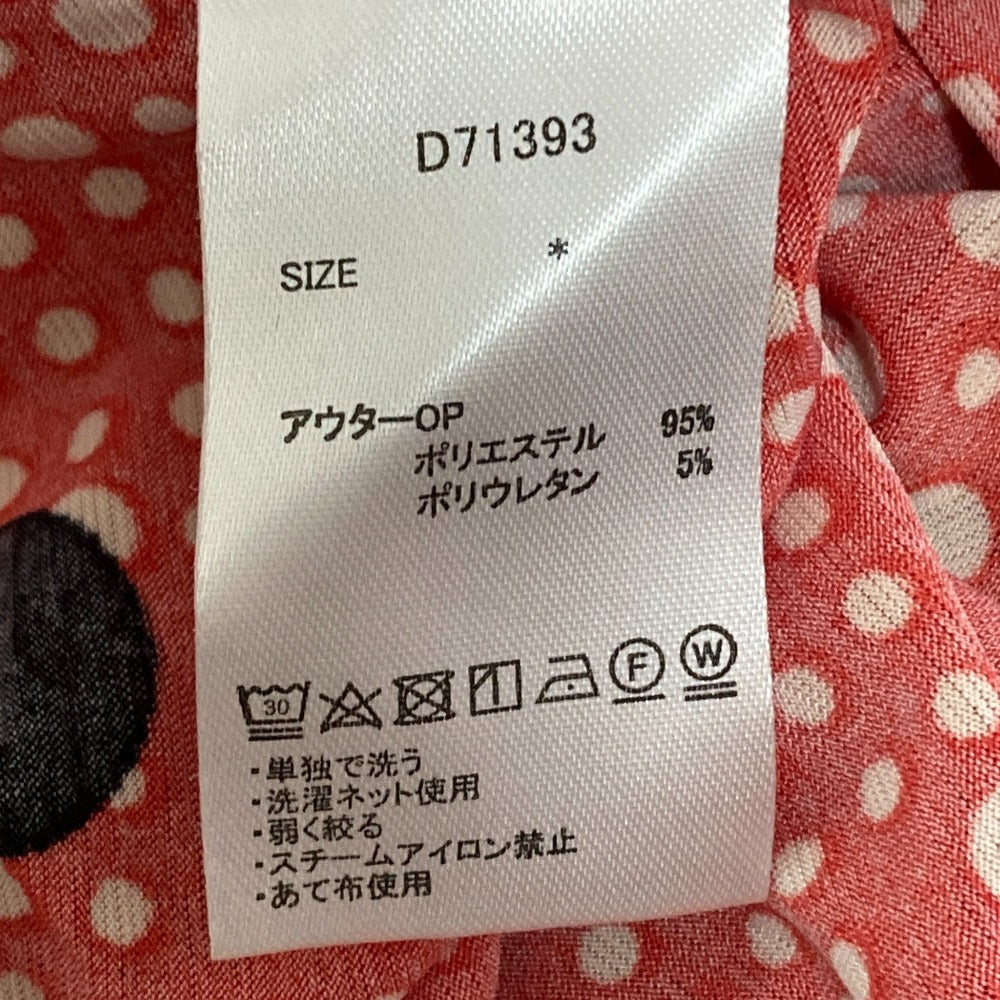 D71393
SIZE *
アウターOP
ポリエステル 95%
ポリウレタン 5%
30 F W
・単独で洗う
・洗濯ネット使用
・弱く絞る
・スチームアイロン禁止
・あて布使用